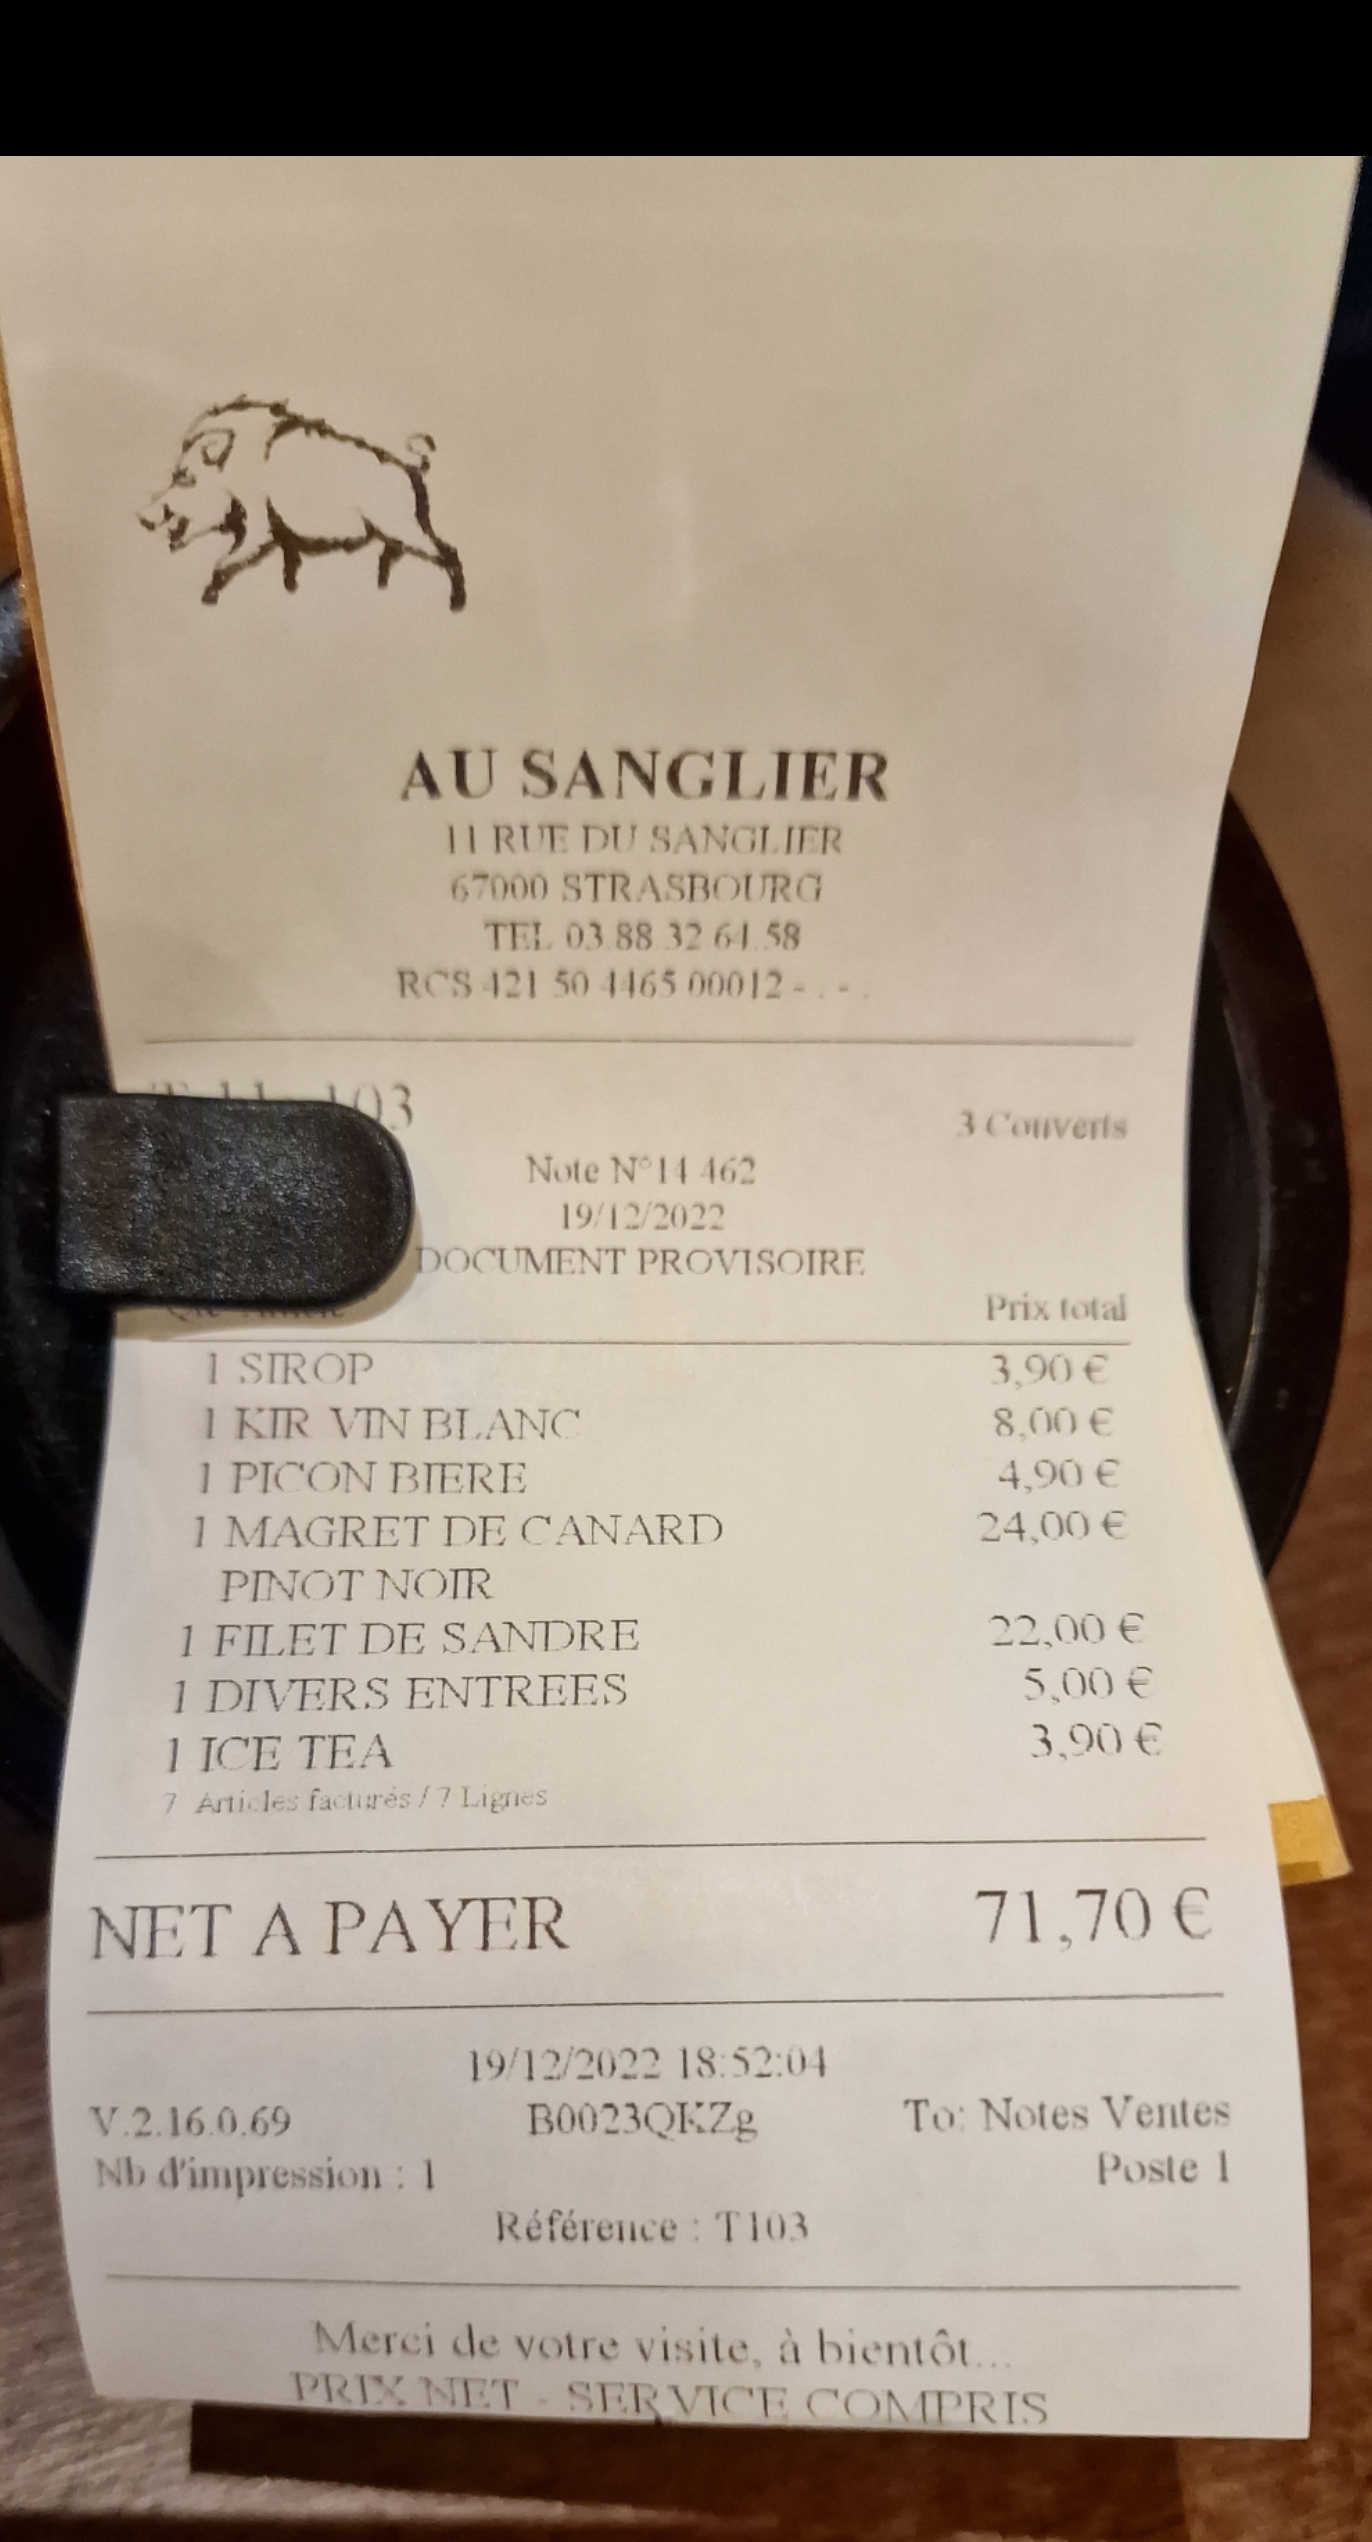 AU SANGLIER
11 RUE DU SANGLIER
67000 STRASBOURG
TEL 03.88.32.64.58
RCS 421 50 4465 00012 - . - .
103
3 Couverts
Note N°14 462
19/12/2022
DOCUMENT PROVISOIRE
Prix total
1 SIROP 3,90 €
1 KIR VIN BLANC 8,00 €
1 PICON BIERE 4,90 €
1 MAGRET DE CANARD 24,00 €
PINOT NOIR
1 FILET DE SANDRE 22,00 €
1 DIVERS ENTREES 5,00 €
1 ICE TEA 3,90 €
7 Articles facturés / 7 Lignes
NET A PAYER 71,70 €
19/12/2022 18:52:04
V.2.16.0.69 B0023QKZg To: Notes Ventes
Nb d'impression : 1 Poste 1
Référence : T103
Merci de votre visite, à bientôt...
PRIX NET - SERVICE COMPRIS